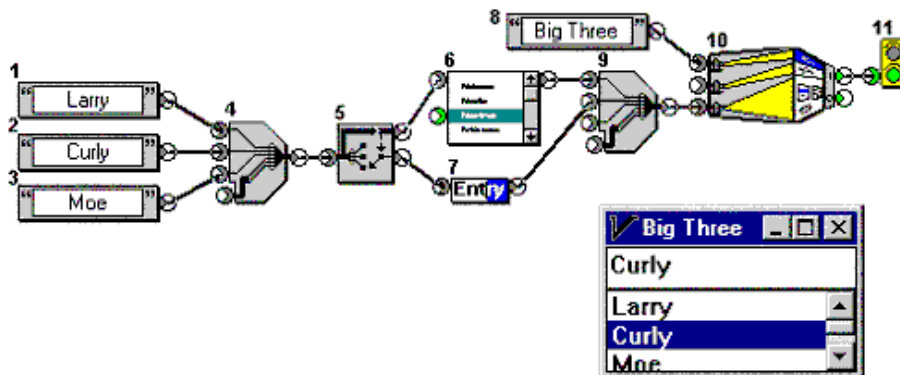 8
“ Big Three ”
11
10
6
9
1
“ Larry ”
4
5
2
“ Curly ”
7
3
“ Moe ”
Entry
Big Three
Curly
Larry
Curly
Moe